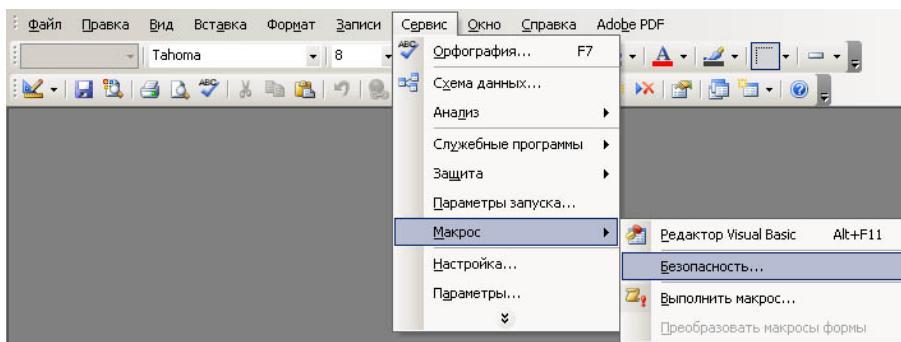 Файл Правка Вид Вставка Формат Записи Сервис Окно Справка Adobe PDF
Tahoma 8
Орфография... F7
Схема данных...
Анализ
Служебные программы
Защита
Параметры запуска...
Макрос
Настройка...
Параметры...
Редактор Visual Basic Alt+F11
Безопасность...
Выполнить макрос...
Преобразовать макросы формы